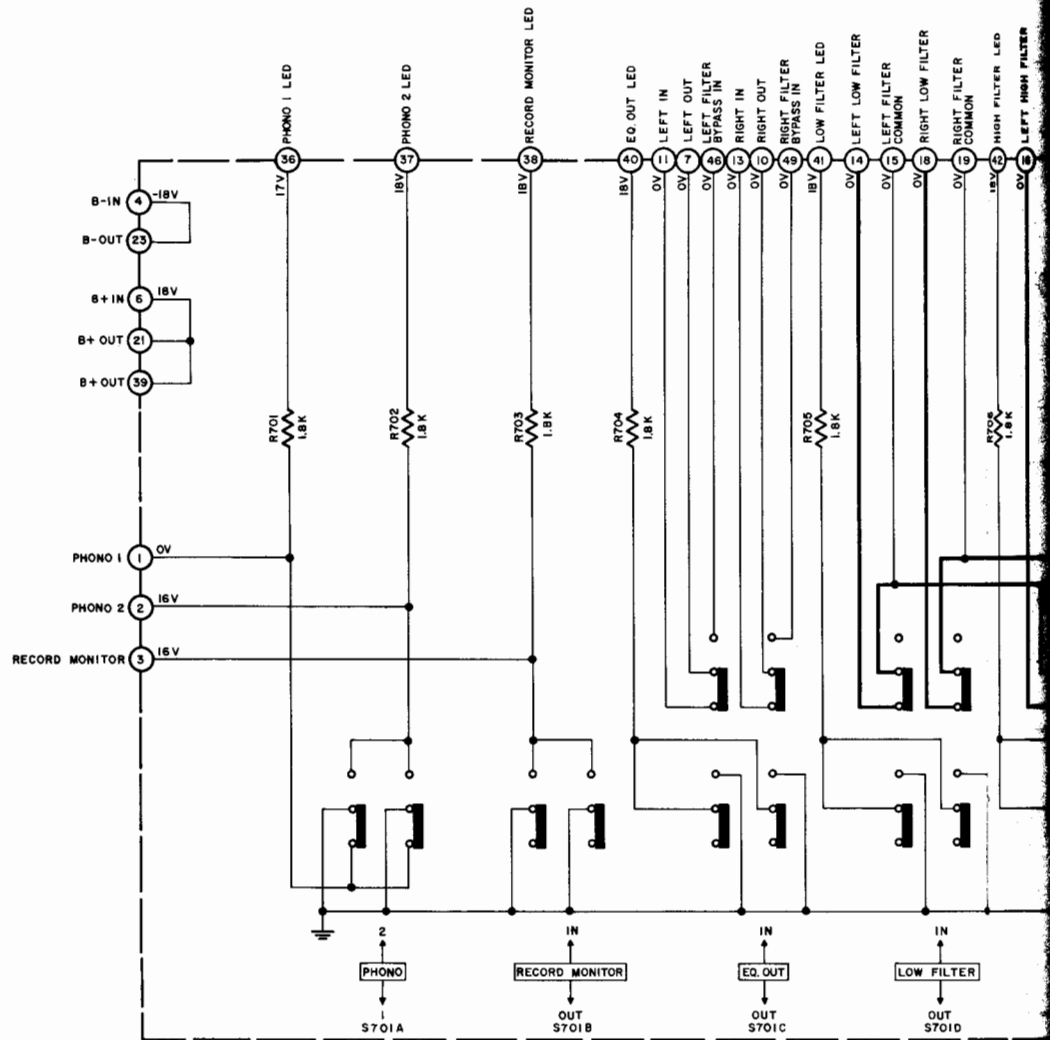 PHONO 1 LED
PHONO 2 LED
RECORD MONITOR LED
EQ. OUT LED
LEFT IN
LEFT OUT
LEFT FILTER
BYPASS IN
RIGHT IN
RIGHT OUT
RIGHT FILTER
BYPASS IN
LOW FILTER LED
LEFT LOW FILTER
LEFT FILTER
COMMON
RIGHT LOW FILTER
RIGHT FILTER
COMMON
HIGH FILTER LED
LEFT HIGH FILTER
36 37 38 40 11 7 46 13 10 49 41 14 15 18 19 42
17V 18V 18V 18V 0V 0V 0V 0V 0V 0V 18V 0V 0V 0V 0V 18V 0V
B-IN 4 -18V
B-OUT 23
B+IN 6 18V
B+ OUT 21
B+OUT 39
R701 1.8K
R702 1.8K
R703 1.8K
R704 1.8K
R705 1.8K
R706 1.8K
PHONO 1 1 0V
PHONO 2 2 16V
RECORD MONITOR 3 16V
2 IN IN IN
PHONO RECORD MONITOR EQ. OUT LOW FILTER
1 OUT OUT OUT
S701A S701B S701C S701D